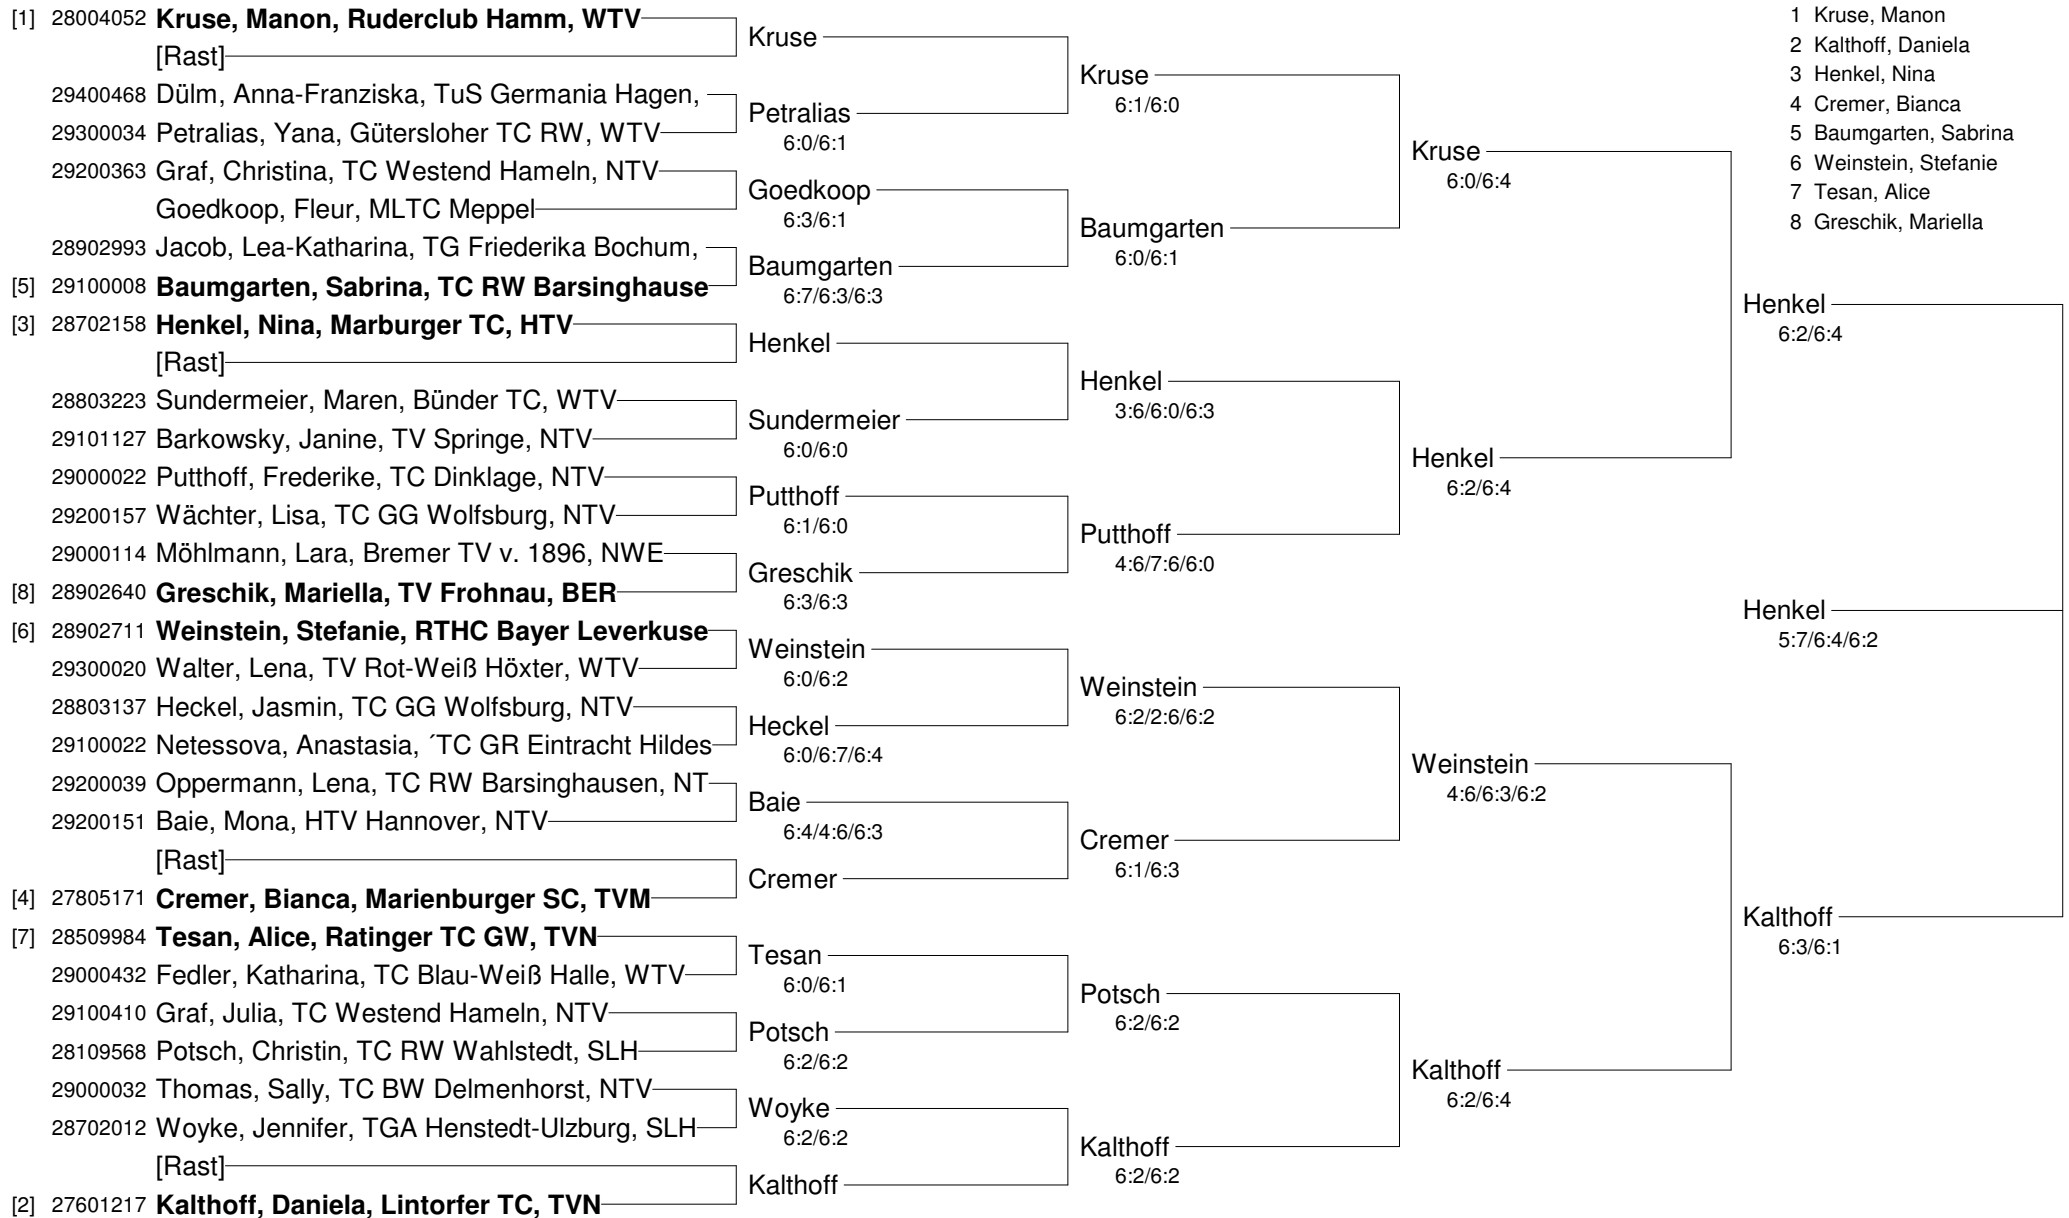 [1] 28004052 Kruse, Manon, Ruderclub Hamm, WTV
[Rast]
29400468 Dülm, Anna-Franziska, TuS Germania Hagen,
29300034 Petralias, Yana, Gütersloher TC RW, WTV
29200363 Graf, Christina, TC Westend Hameln, NTV
Goedkoop, Fleur, MLTC Meppel
28902993 Jacob, Lea-Katharina, TG Friederika Bochum,
[5] 29100008 Baumgarten, Sabrina, TC RW Barsinghause
[3] 28702158 Henkel, Nina, Marburger TC, HTV
[Rast]
28803223 Sundermeier, Maren, Bünder TC, WTV
29101127 Barkowsky, Janine, TV Springe, NTV
29000022 Putthoff, Frederike, TC Dinklage, NTV
29200157 Wächter, Lisa, TC GG Wolfsburg, NTV
29000114 Möhlmann, Lara, Bremer TV v. 1896, NWE
[8] 28902640 Greschik, Mariella, TV Frohnau, BER
[6] 28902711 Weinstein, Stefanie, RTHC Bayer Leverkuse
29300020 Walter, Lena, TV Rot-Weiß Höxter, WTV
28803137 Heckel, Jasmin, TC GG Wolfsburg, NTV
29100022 Netessova, Anastasia, ´TC GR Eintracht Hildes
29200039 Oppermann, Lena, TC RW Barsinghausen, NT
29200151 Baie, Mona, HTV Hannover, NTV
[Rast]
[4] 27805171 Cremer, Bianca, Marienburger SC, TVM
[7] 28509984 Tesan, Alice, Ratinger TC GW, TVN
29000432 Fedler, Katharina, TC Blau-Weiß Halle, WTV
29100410 Graf, Julia, TC Westend Hameln, NTV
28109568 Potsch, Christin, TC RW Wahlstedt, SLH
29000032 Thomas, Sally, TC BW Delmenhorst, NTV
28702012 Woyke, Jennifer, TGA Henstedt-Ulzburg, SLH
[Rast]
[2] 27601217 Kalthoff, Daniela, Lintorfer TC, TVN
Kruse
Petralias
6:0/6:1
Goedkoop
6:3/6:1
Baumgarten
6:7/6:3/6:3
Henkel
Sundermeier
6:0/6:0
Putthoff
6:1/6:0
Greschik
6:3/6:3
Weinstein
6:0/6:2
Heckel
6:0/6:7/6:4
Baie
6:4/4:6/6:3
Cremer
Tesan
6:0/6:1
Potsch
6:2/6:2
Woyke
6:2/6:2
Kalthoff
Kruse
6:1/6:0
Baumgarten
6:0/6:1
Henkel
3:6/6:0/6:3
Putthoff
4:6/7:6/6:0
Weinstein
6:2/2:6/6:2
Cremer
6:1/6:3
Potsch
6:2/6:2
Kalthoff
6:2/6:2
Kruse
6:0/6:4
Henkel
6:2/6:4
Weinstein
4:6/6:3/6:2
Kalthoff
6:2/6:4
Henkel
6:2/6:4
Henkel
5:7/6:4/6:2
Kalthoff
6:3/6:1
1 Kruse, Manon
2 Kalthoff, Daniela
3 Henkel, Nina
4 Cremer, Bianca
5 Baumgarten, Sabrina
6 Weinstein, Stefanie
7 Tesan, Alice
8 Greschik, Mariella